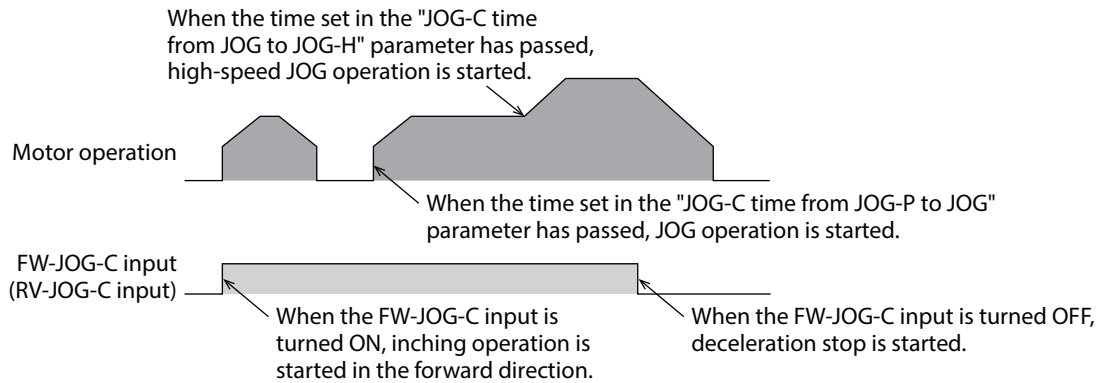 When the time set in the "JOG-C time
from JOG to JOG-H" parameter has passed,
high-speed JOG operation is started.
Motor operation
When the time set in the "JOG-C time from JOG-P to JOG"
parameter has passed, JOG operation is started.
FW-JOG-C input
(RV-JOG-C input)
When the FW-JOG-C input is
turned ON, inching operation is
started in the forward direction.
When the FW-JOG-C input is turned OFF,
deceleration stop is started.